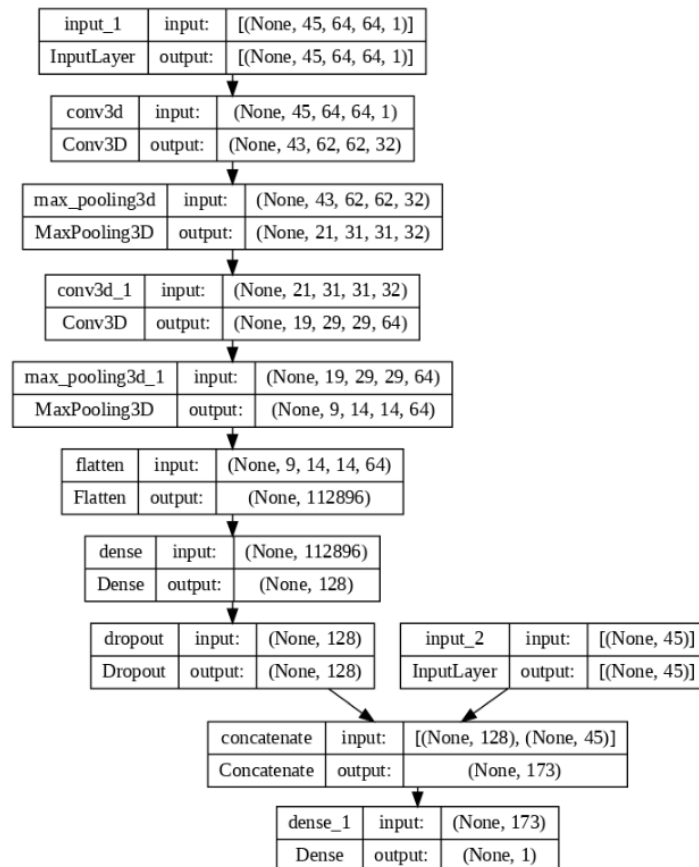 input_1 input: [(None, 45, 64, 64, 1)]
InputLayer output: [(None, 45, 64, 64, 1)]
conv3d input: (None, 45, 64, 64, 1)
Conv3D output: (None, 43, 62, 62, 32)
max_pooling3d input: (None, 43, 62, 62, 32)
MaxPooling3D output: (None, 21, 31, 31, 32)
conv3d_1 input: (None, 21, 31, 31, 32)
Conv3D output: (None, 19, 29, 29, 64)
max_pooling3d_1 input: (None, 19, 29, 29, 64)
MaxPooling3D output: (None, 9, 14, 14, 64)
flatten input: (None, 9, 14, 14, 64)
Flatten output: (None, 112896)
dense input: (None, 112896)
Dense output: (None, 128)
dropout input: (None, 128)
Dropout output: (None, 128)
input_2 input: [(None, 45)]
InputLayer output: [(None, 45)]
concatenate input: [(None, 128), (None, 45)]
Concatenate output: (None, 173)
dense_1 input: (None, 173)
Dense output: (None, 1)